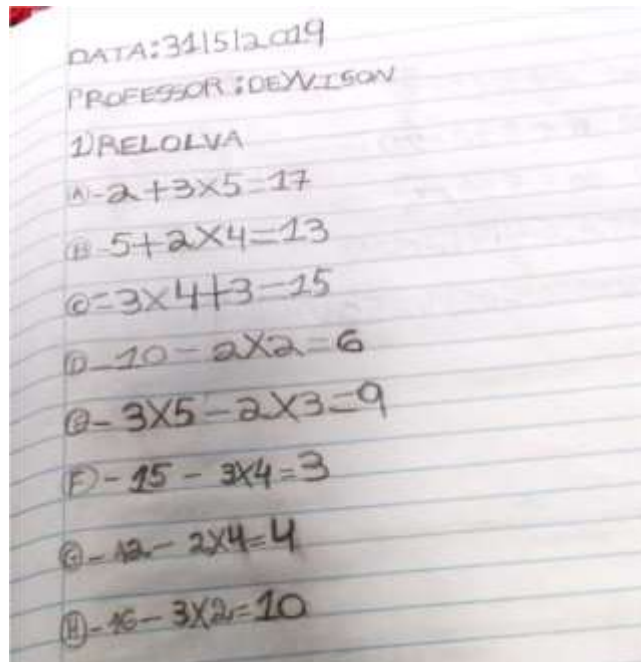 DATA:31|5|2019
PROFESSOR:DEYVISON
1)RELOLVA
A-2+3X5=17
B-5+2X4=13
C=3X4+3=15
D-10-2X2=6
E-3X5-2X3=9
F)-15-3X4=3
G-12-2X4=4
H)-16-3X2=10